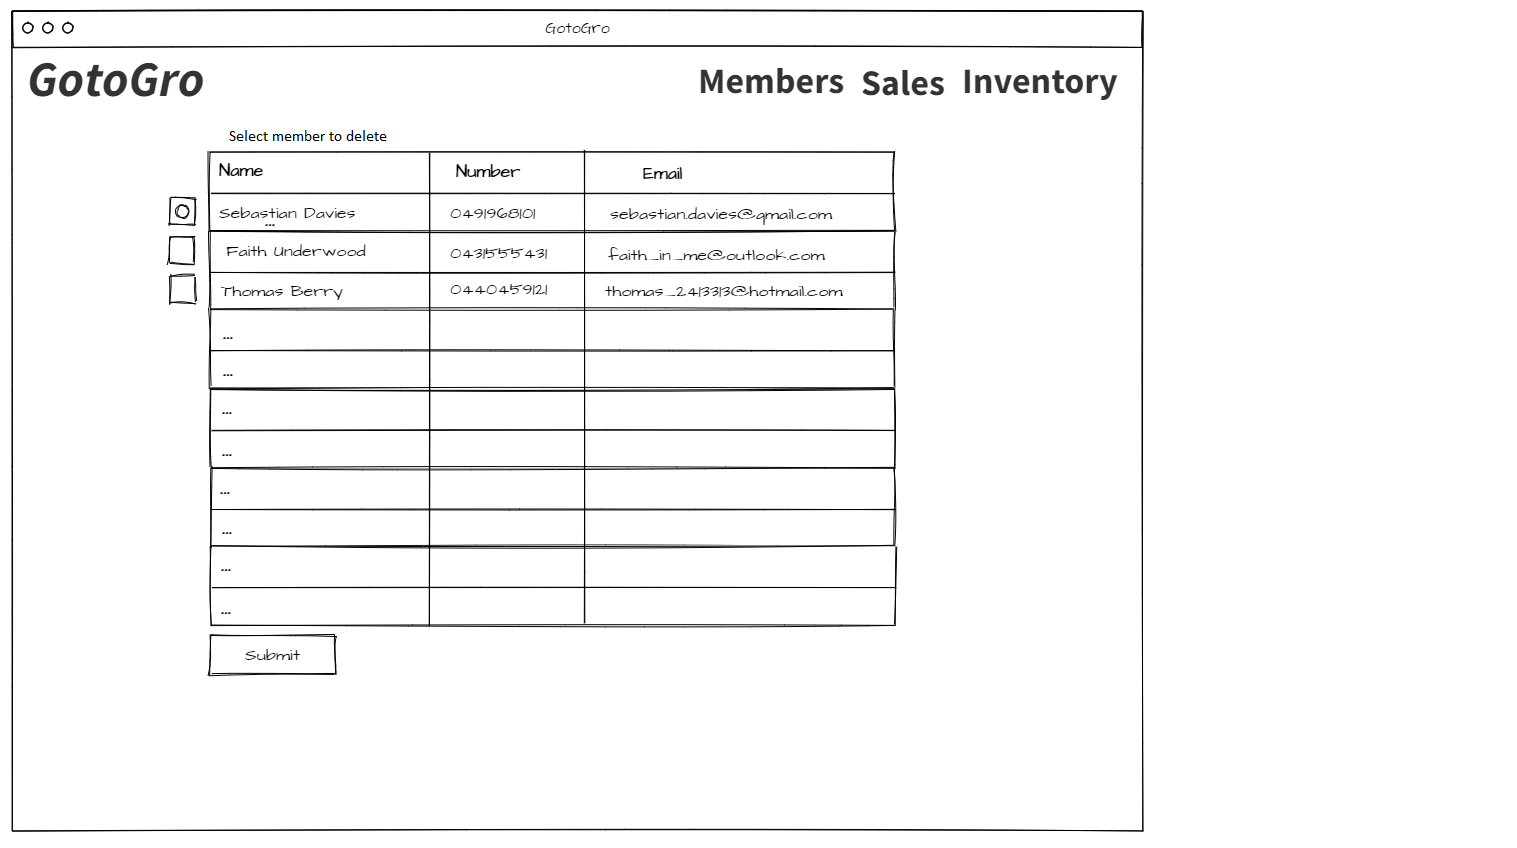 GotoGro
GotoGro Members Sales Inventory
Select member to delete
Name Number Email
Sebastian Davies 0491968101 sebastian.davies@gmail.com
...
Faith Underwood 0431555431 faith_in_me@outlook.com
Thomas Berry 0440459121 thomas_2413313@hotmail.com
...
...
...
...
...
...
...
...
Submit